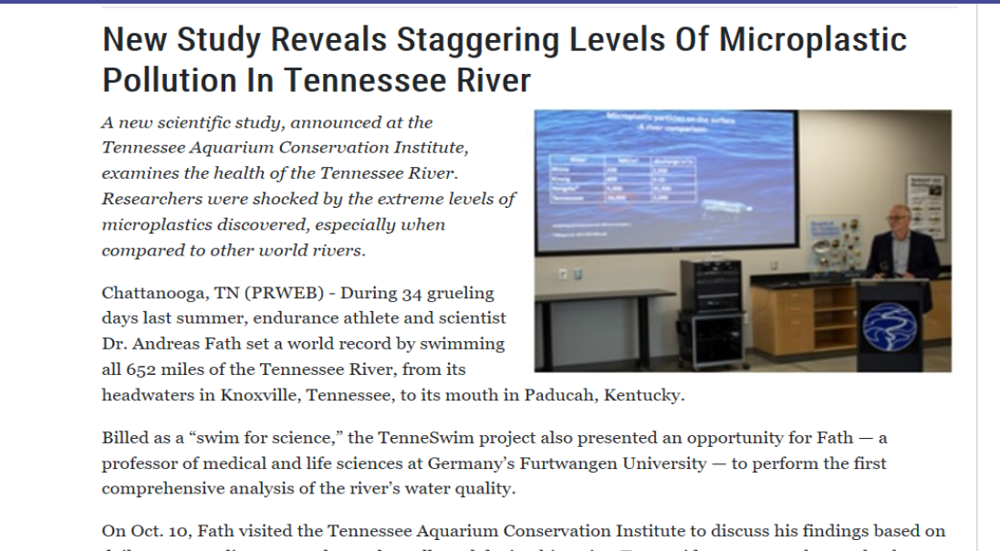 New Study Reveals Staggering Levels Of Microplastic
Pollution In Tennessee River
A new scientific study, announced at the
Tennessee Aquarium Conservation Institute,
examines the health of the Tennessee River.
Researchers were shocked by the extreme levels of
microplastics discovered, especially when
compared to other world rivers.
Microplastic particles on the surface
-A river comparison-
Chattanooga, TN (PRWEB) - During 34 grueling
days last summer, endurance athlete and scientist
Dr. Andreas Fath set a world record by swimming
all 652 miles of the Tennessee River, from its
headwaters in Knoxville, Tennessee, to its mouth in Paducah, Kentucky.
Billed as a “swim for science,” the TenneSwim project also presented an opportunity for Fath — a
professor of medical and life sciences at Germany’s Furtwangen University — to perform the first
comprehensive analysis of the river’s water quality.
On Oct. 10, Fath visited the Tennessee Aquarium Conservation Institute to discuss his findings based on